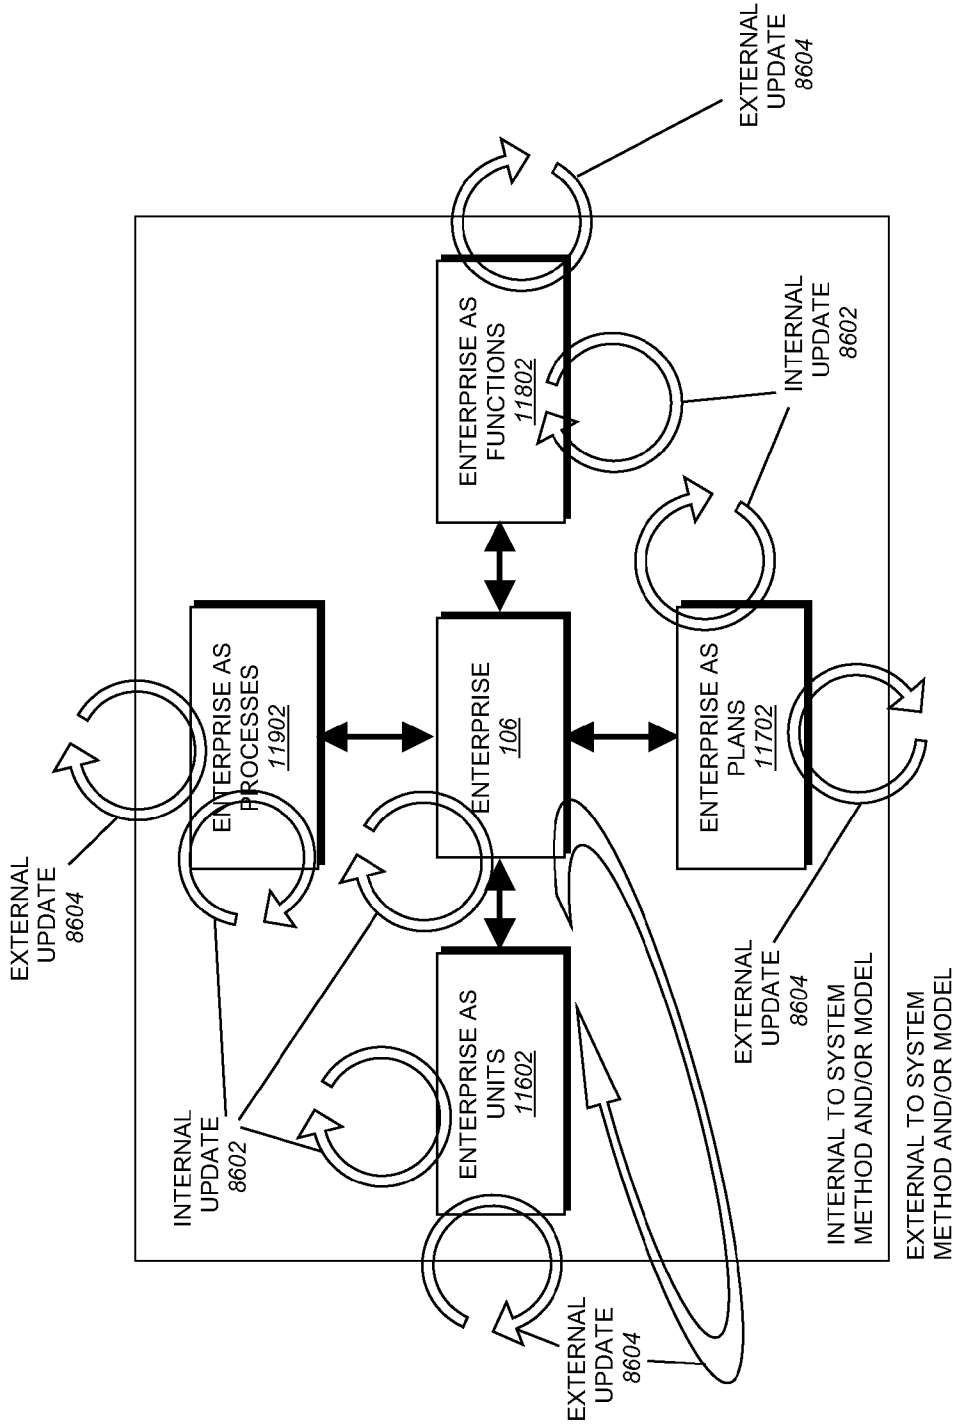 EXTERNAL
UPDATE
8604
ENTERPRISE AS
PROCESSES
11902
INTERNAL
UPDATE
8602
EXTERNAL
UPDATE
8604
ENTERPRISE AS
UNITS
11602
ENTERPRISE
106
ENTERPRISE AS
FUNCTIONS
11802
EXTERNAL
UPDATE
8604
ENTERPRISE AS
PLANS
11702
INTERNAL
UPDATE
8602
EXTERNAL
UPDATE
8604
INTERNAL TO SYSTEM
METHOD AND/OR MODEL
EXTERNAL TO SYSTEM
METHOD AND/OR MODEL